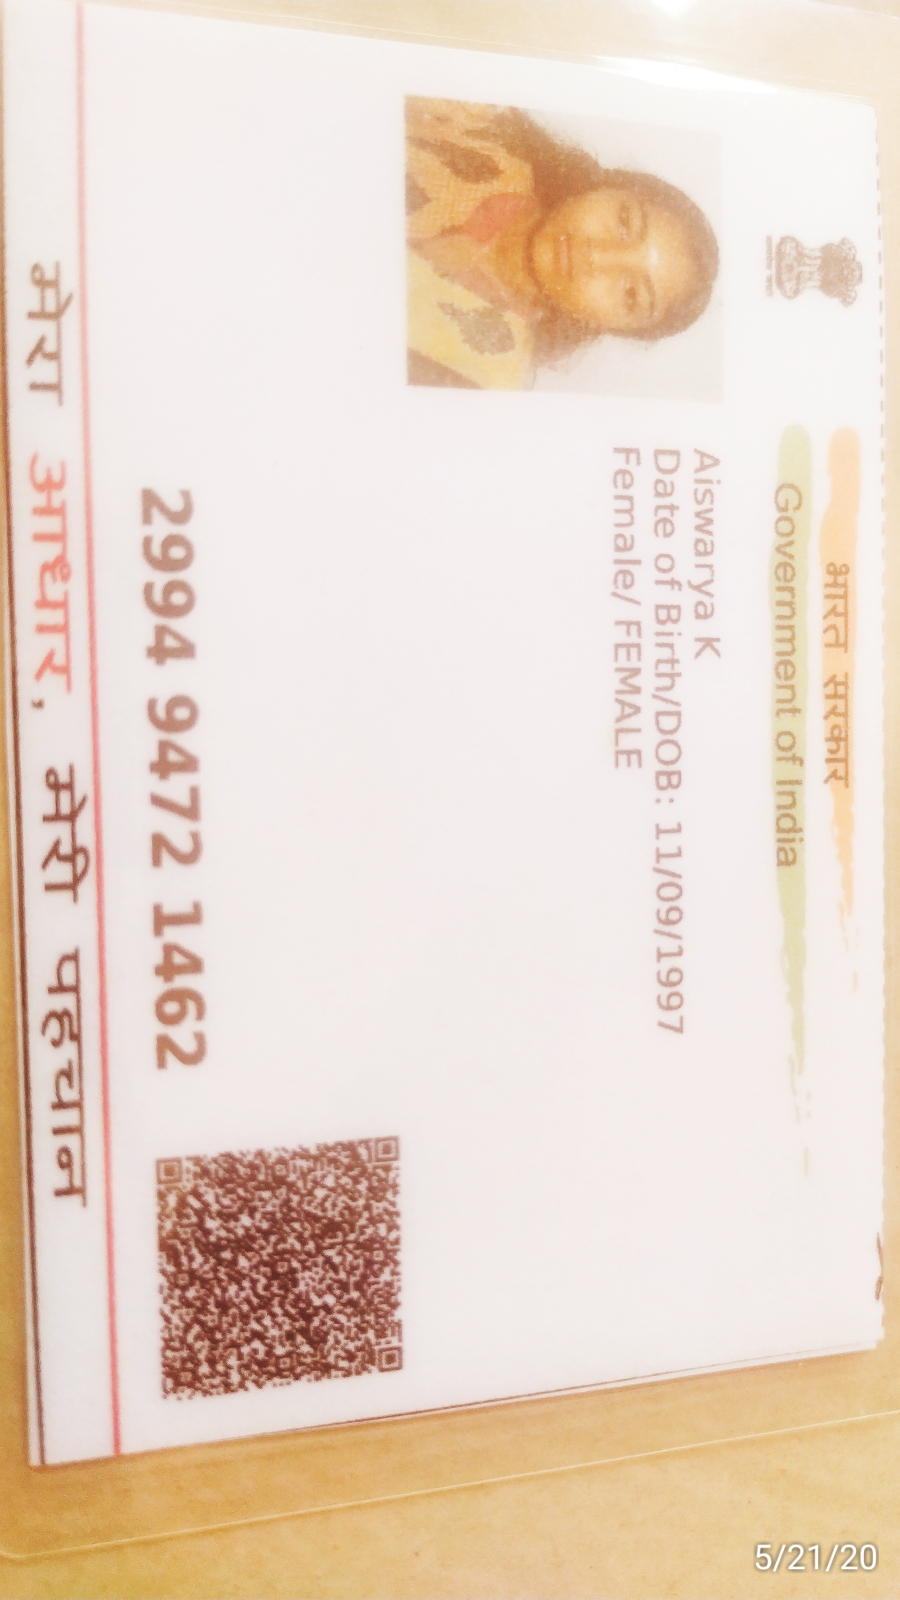 भारत सरकार
Government of India
Aiswarya K
Date of Birth/DOB: 11/09/1997
Female/ FEMALE
2994 9472 1462
मेरा आधार, मेरी पहचान
5/21/20